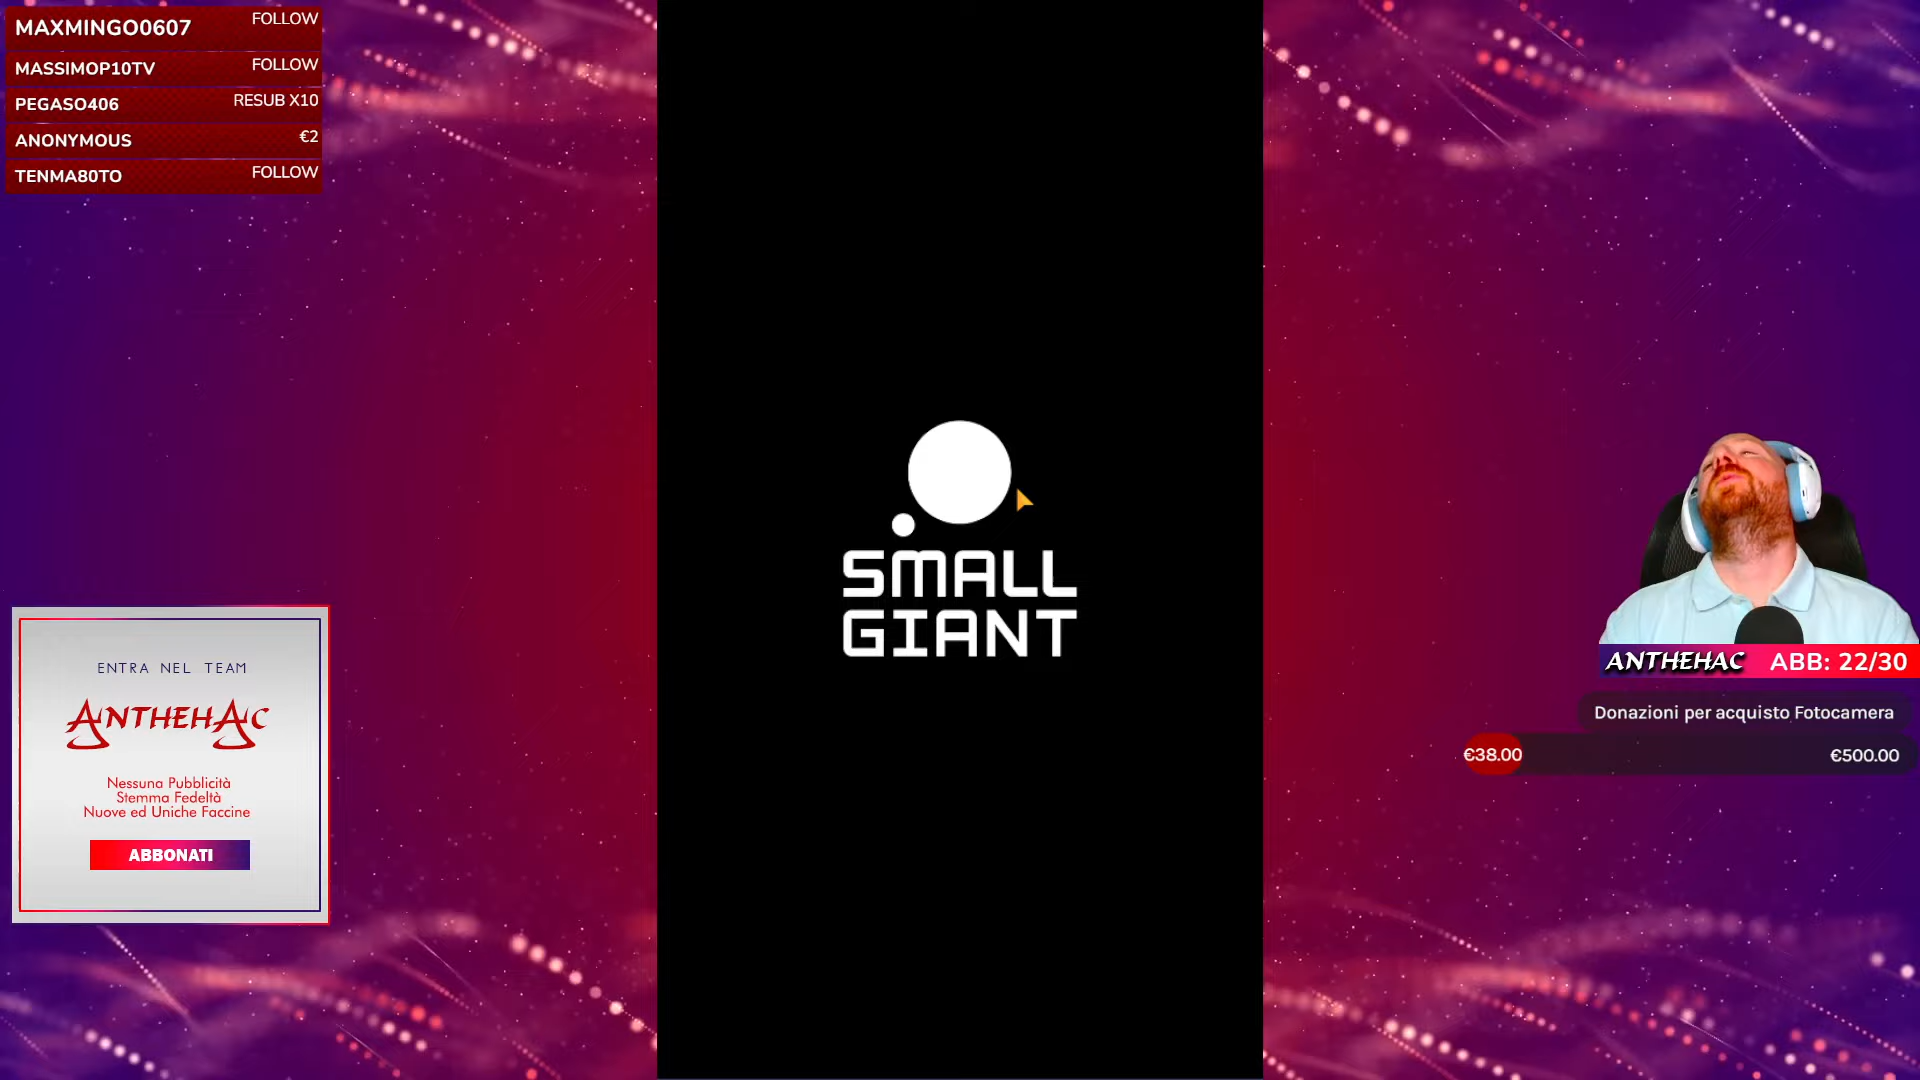 MAXMINGO0607 FOLLOW
MASSIMOP10TV FOLLOW
PEGASO406 RESUB X10
ANONYMOUS €2
TENMA80TO FOLLOW
SMALL
GIANT
ENTRA NEL TEAM
ANTHEHAC
Nessuna Pubblicità
Stemma Fedeltà
Nuove ed Uniche Faccine
ABBONATI
ANTHEHAC ABB: 22/30
Donazioni per acquisto Fotocamera
€38.00 €500.00